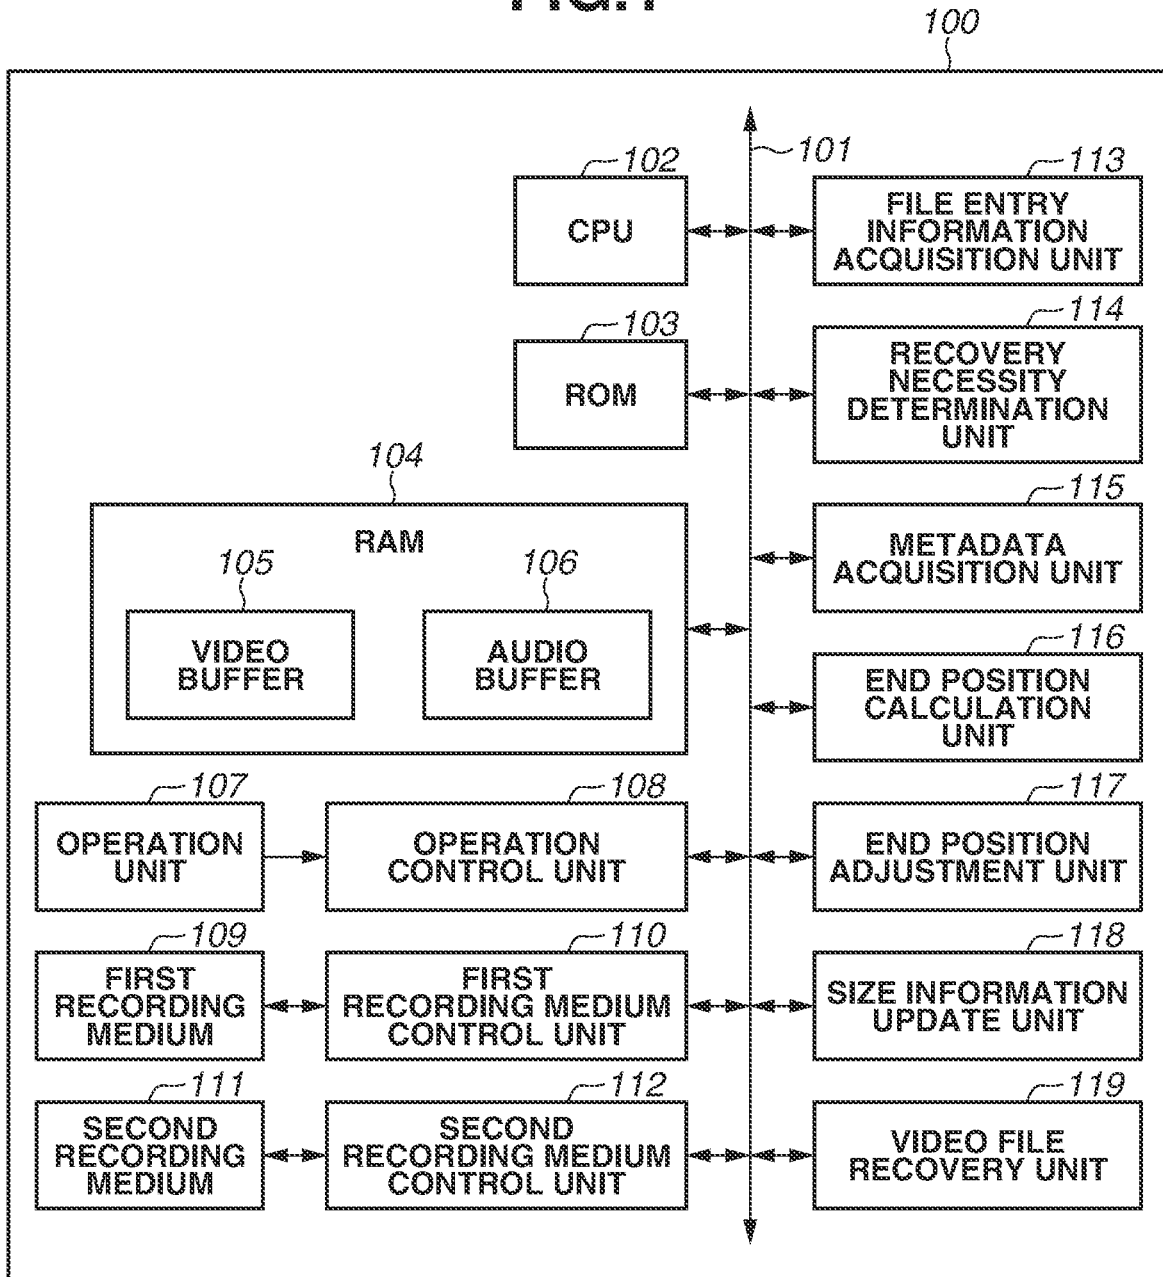 FIG.1
100
101
102
CPU
103
ROM
104
RAM
105
VIDEO
BUFFER
106
AUDIO
BUFFER
107
OPERATION
UNIT
108
OPERATION
CONTROL UNIT
109
FIRST
RECORDING
MEDIUM
110
FIRST
RECORDING MEDIUM
CONTROL UNIT
111
SECOND
RECORDING
MEDIUM
112
SECOND
RECORDING MEDIUM
CONTROL UNIT
113
FILE ENTRY
INFORMATION
ACQUISITION UNIT
114
RECOVERY
NECESSITY
DETERMINATION
UNIT
115
METADATA
ACQUISITION UNIT
116
END POSITION
CALCULATION
UNIT
117
END POSITION
ADJUSTMENT UNIT
118
SIZE INFORMATION
UPDATE UNIT
119
VIDEO FILE
RECOVERY UNIT